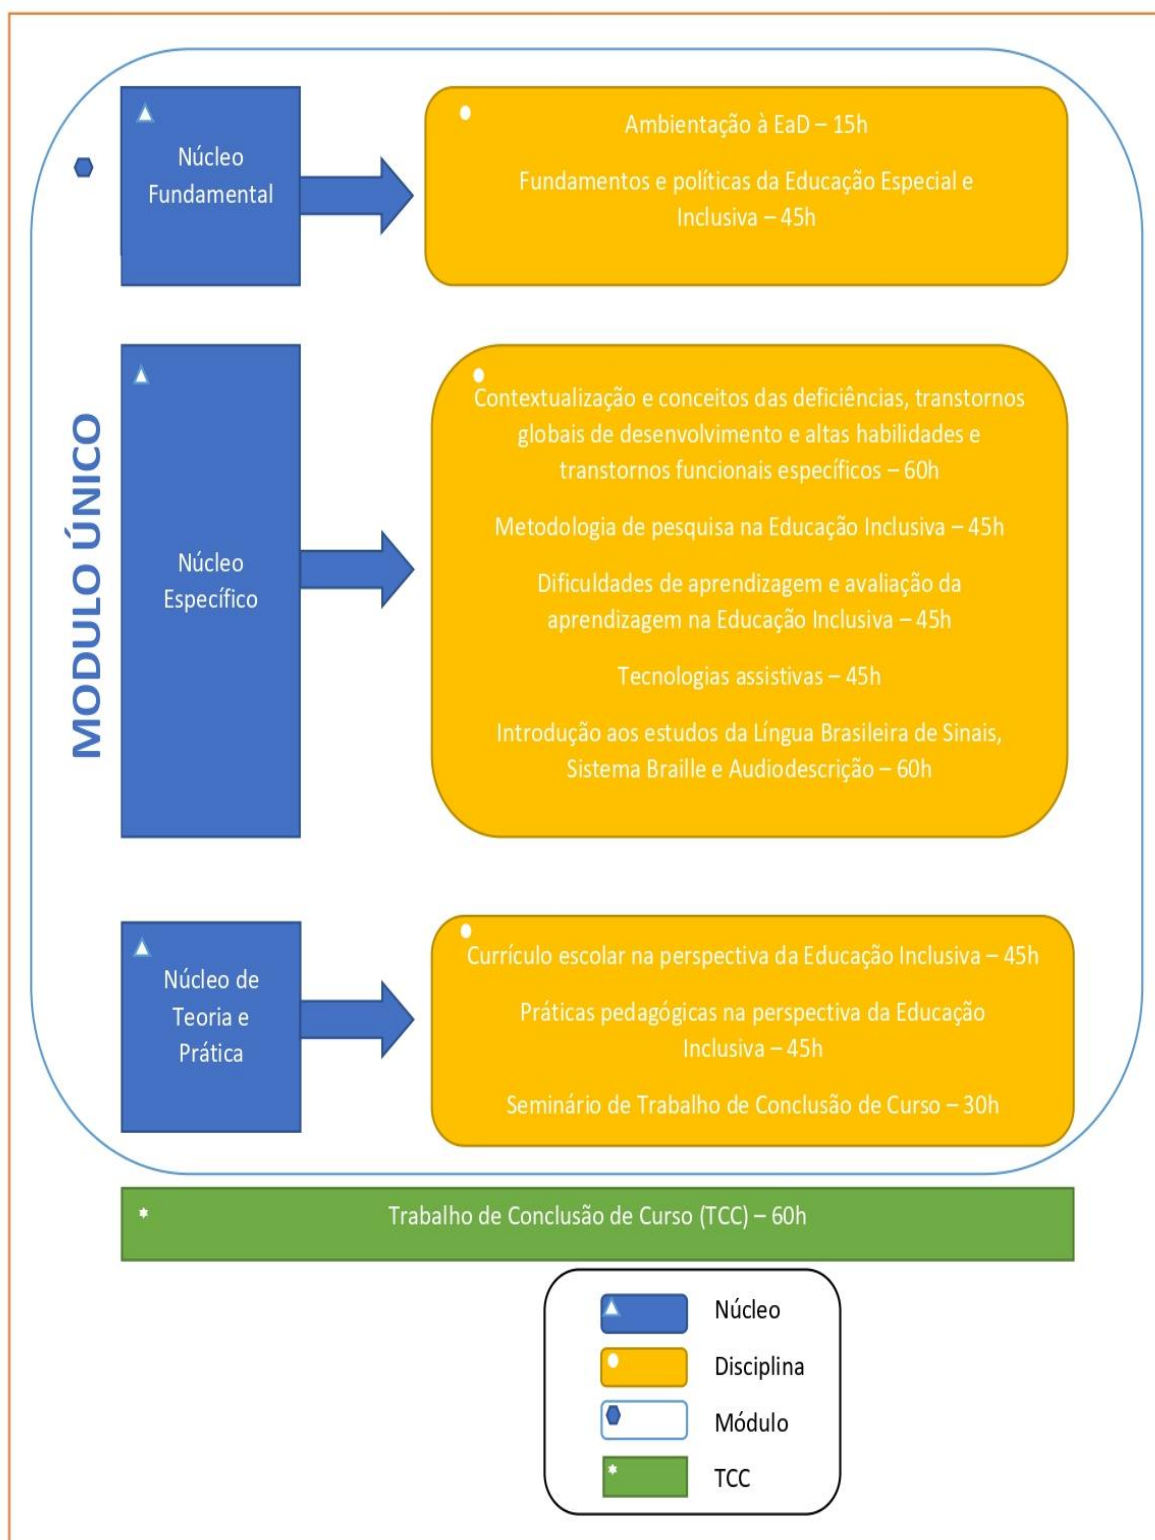 MODULO ÚNICO
Núcleo
Fundamental
Ambientação à EaD – 15h
Fundamentos e políticas da Educação Especial e
Inclusiva – 45h
Núcleo
Específico
Contextualização e conceitos das deficiências, transtornos
globais de desenvolvimento e altas habilidades e
transtornos funcionais específicos – 60h
Metodologia de pesquisa na Educação Inclusiva – 45h
Dificuldades de aprendizagem e avaliação da
aprendizagem na Educação Inclusiva – 45h
Tecnologias assistivas – 45h
Introdução aos estudos da Língua Brasileira de Sinais,
Sistema Braille e Audiodescrição – 60h
Núcleo de
Teoria e
Prática
Currículo escolar na perspectiva da Educação Inclusiva – 45h
Práticas pedagógicas na perspectiva da Educação
Inclusiva – 45h
Seminário de Trabalho de Conclusão de Curso – 30h
Trabalho de Conclusão de Curso (TCC) – 60h
Núcleo
Disciplina
Módulo
TCC